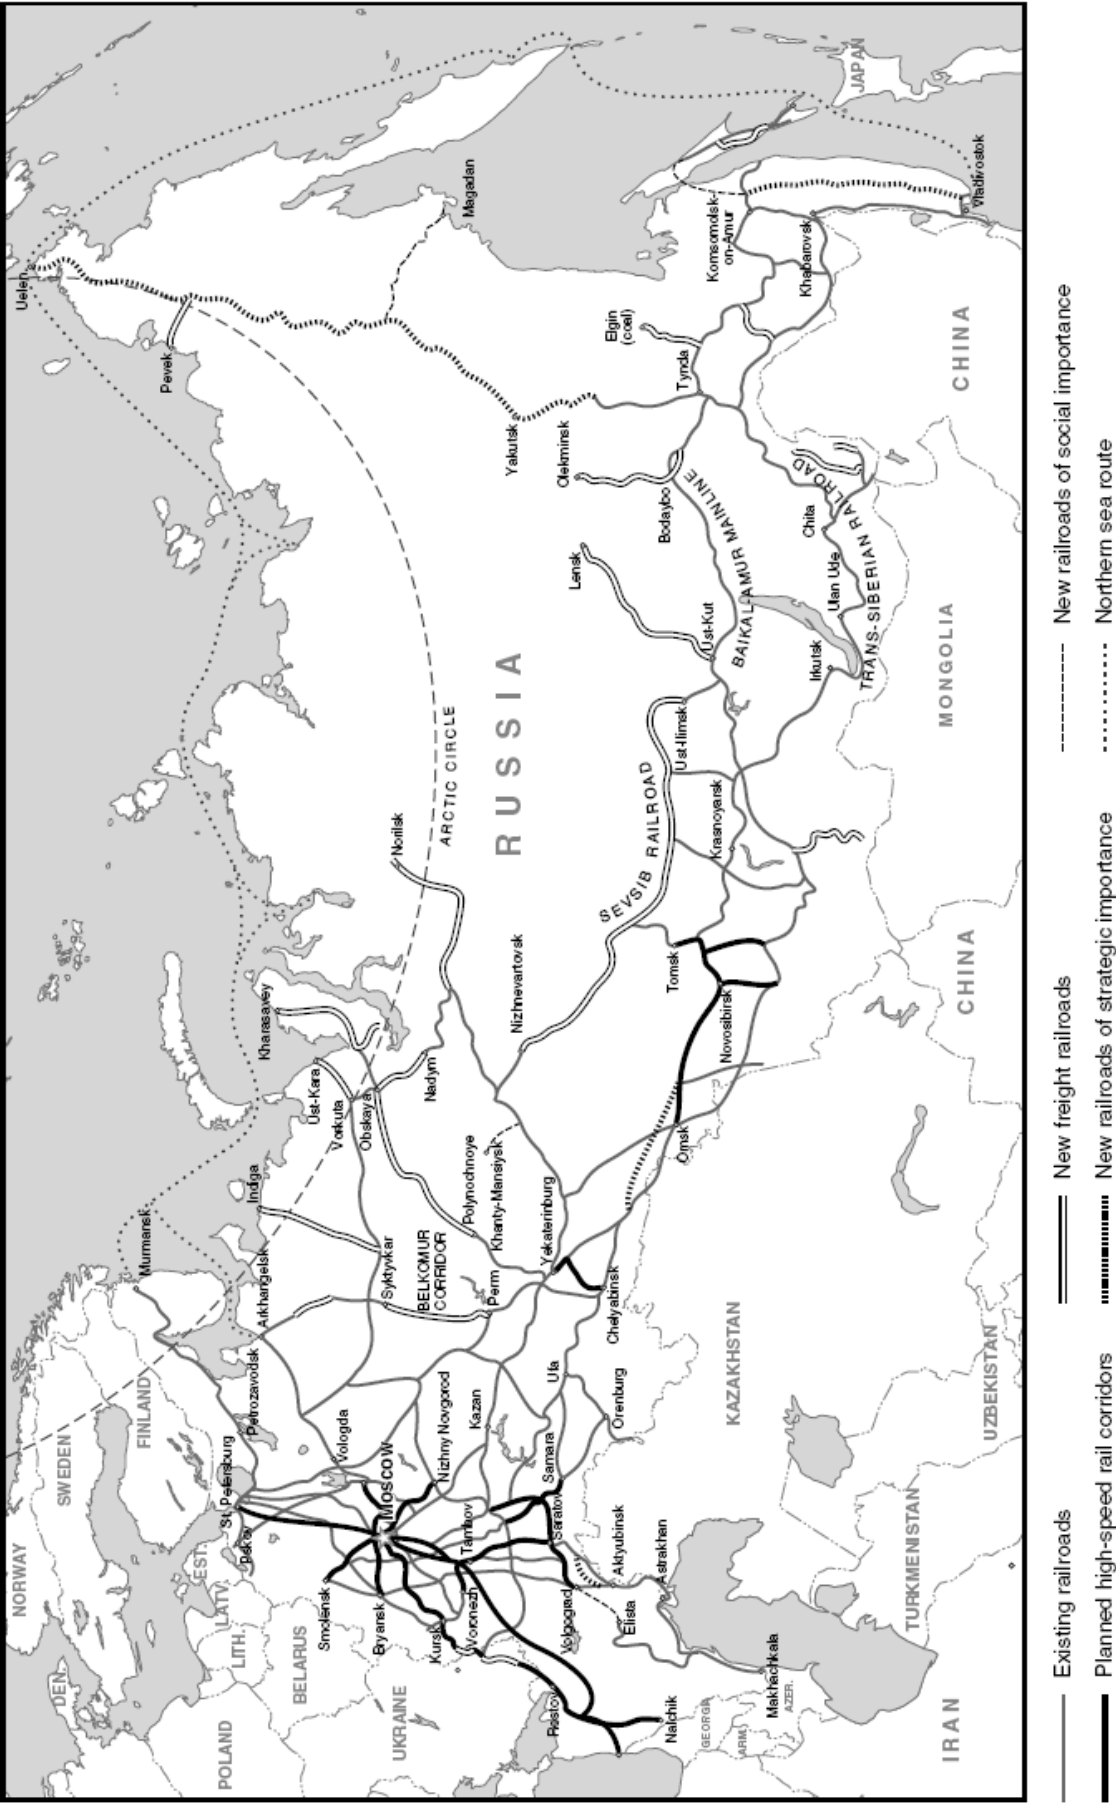 NORWAY
SWEDEN
FINLAND
DEN.
EST.
LATV.
LITH.
POLAND
BELARUS
UKRAINE
Murmansk
St. Petersburg
Pskov
Petrozavodsk
Arkhangelsk
Indiga
Vologda
Smolensk
Bryansk
MOSCOW
Kursk
Voronezh
Tambov
Nizhny Novgorod
Kazan
Syktyvkar
BELKOMUR
CORRIDOR
Perm
Ust-Kara
Vorkuta
Obskaya
Kharasavey
Nadym
Norilsk
Polynochnoye
Khanty-Mansiysk
Nizhnevartovsk
Yekaterinburg
Chelyabinsk
Ufa
Orenburg
Samara
Saratov
Volgograd
Aktyubinsk
Astrakhan
Elista
Rostov
Nalchik
Makhachkala
GEORGIA
ARM.
AZER.
IRAN
TURKMENISTAN
UZBEKISTAN
KAZAKHSTAN
ARCTIC CIRCLE
RUSSIA
Omsk
Novosibirsk
Tomsk
SEVSIB RAILROAD
Krasnoyarsk
Ust-Ilimsk
Ust-Kut
Lensk
BAIKAL-AMUR MAINLINE
Irkutsk
Ulan Ude
Chita
TRANS-SIBERIAN RAILROAD
Bodaybo
Olekminsk
Yakutsk
Tynda
Elgin
(coal)
Pevek
Uelen
Magadan
Komsomolsk-
on-Amur
Khabarovsk
Vladivostok
JAPAN
CHINA
MONGOLIA
CHINA
Existing railroads
New freight railroads
New railroads of social importance
Planned high-speed rail corridors
New railroads of strategic importance
Northern sea route